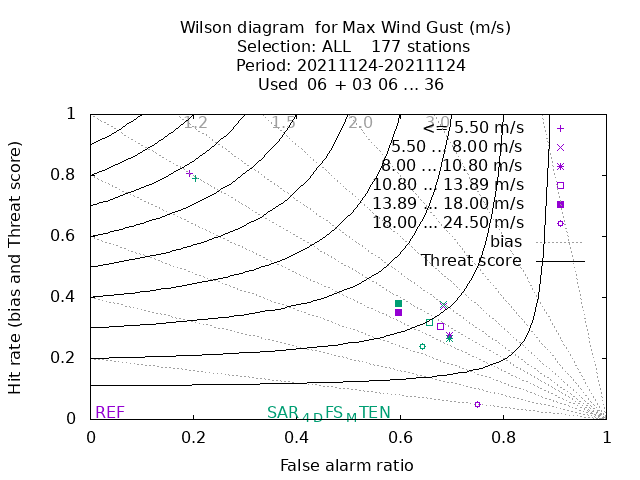 Wilson diagram  for Max Wind Gust (m/s)
Selection: ALL    177 stations
Period: 20211124-20211124
Used  06 + 03 06 ... 36
1.2 1.5 2.0 3.0
<= 5.50 m/s
5.50 ... 8.00 m/s
8.00 ... 10.80 m/s
10.80 ... 13.89 m/s
13.89 ... 18.00 m/s
18.00 ... 24.50 m/s
bias
Threat score
1
0.8
0.6
0.4
0.2
0
Hit rate (bias and Threat score)
REF SAR4DFSMTEN
0 0.2 0.4 0.6 0.8 1
False alarm ratio